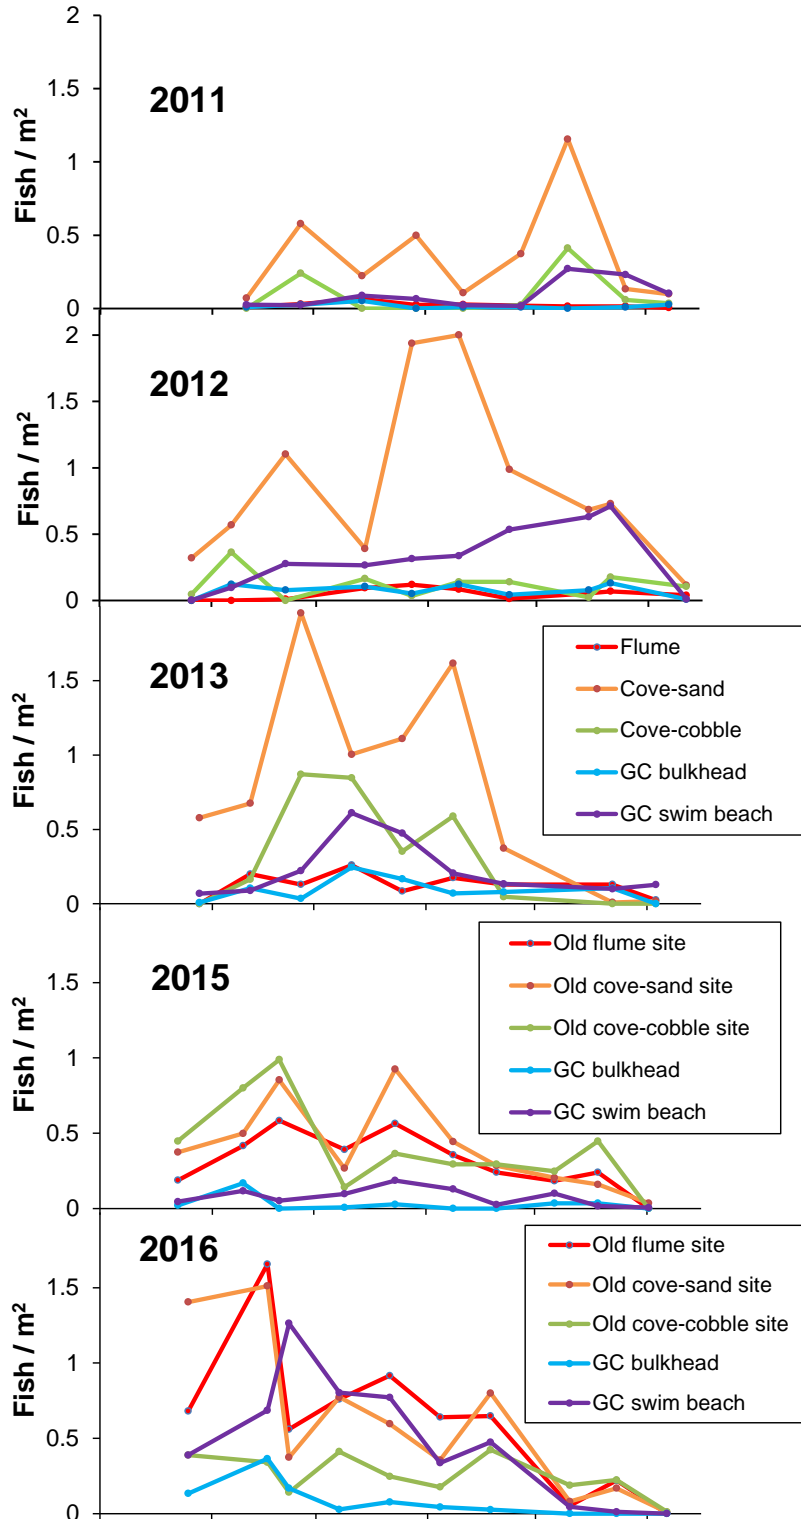 2
1.5
2011
1
0.5
0
Fish / m²
2
1.5
2012
1
0.5
0
Fish / m²
2013
1.5
1
0.5
0
Fish / m²
Flume
Cove-sand
Cove-cobble
GC bulkhead
GC swim beach
2015
1.5
1
0.5
0
Fish / m²
Old flume site
Old cove-sand site
Old cove-cobble site
GC bulkhead
GC swim beach
2016
1.5
1
0.5
0
Fish / m²
Old flume site
Old cove-sand site
Old cove-cobble site
GC bulkhead
GC swim beach